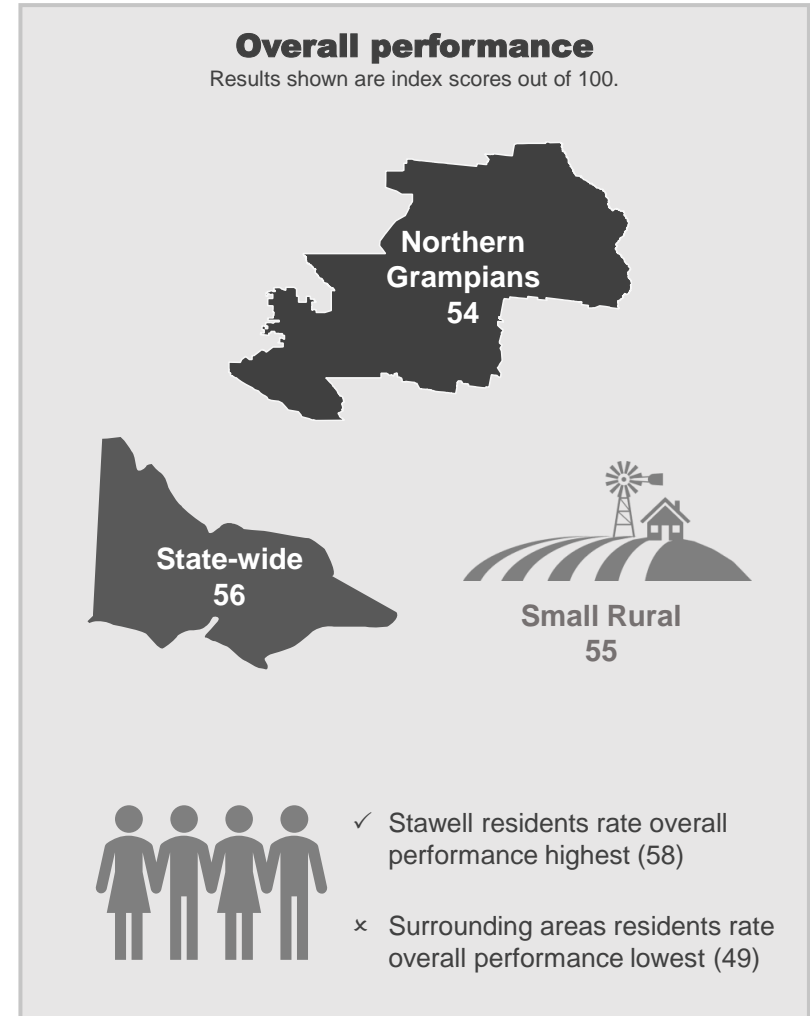 Overall performance
Results shown are index scores out of 100.
Northern
Grampians
54
State-wide
56
Small Rural
55
✓ Stawell residents rate overall
performance highest (58)
× Surrounding areas residents rate
overall performance lowest (49)